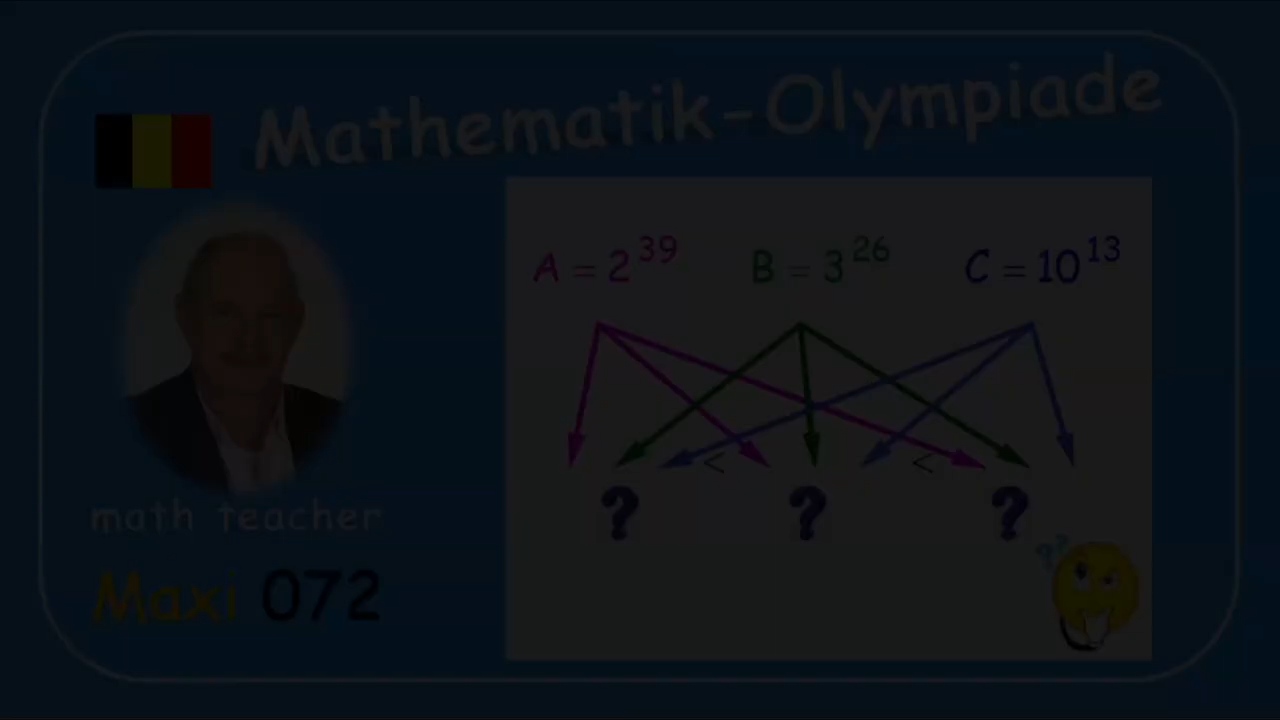 Mathematik-Olympiade
A = 2^39 B = 3^26 C = 10^13
< <
? ? ?
??
math teacher
Maxi 072